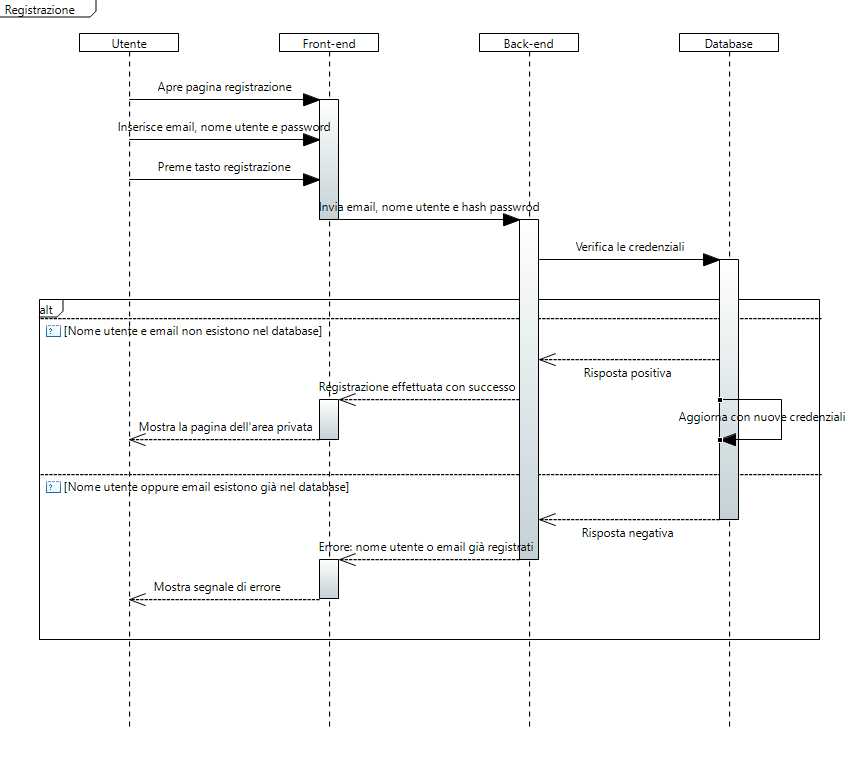 Registrazione
Utente
Front-end
Back-end
Database
Apre pagina registrazione
Inserisce email, nome utente e password
Preme tasto registrazione
Invia email, nome utente e hash passwrod
Verifica le credenziali
alt
[Nome utente e email non esistono nel database]
Risposta positiva
Registrazione effettuata con successo
Aggiorna con nuove credenziali
Mostra la pagina dell'area privata
[Nome utente oppure email esistono già nel database]
Risposta negativa
Errore: nome utente o email già registrati
Mostra segnale di errore